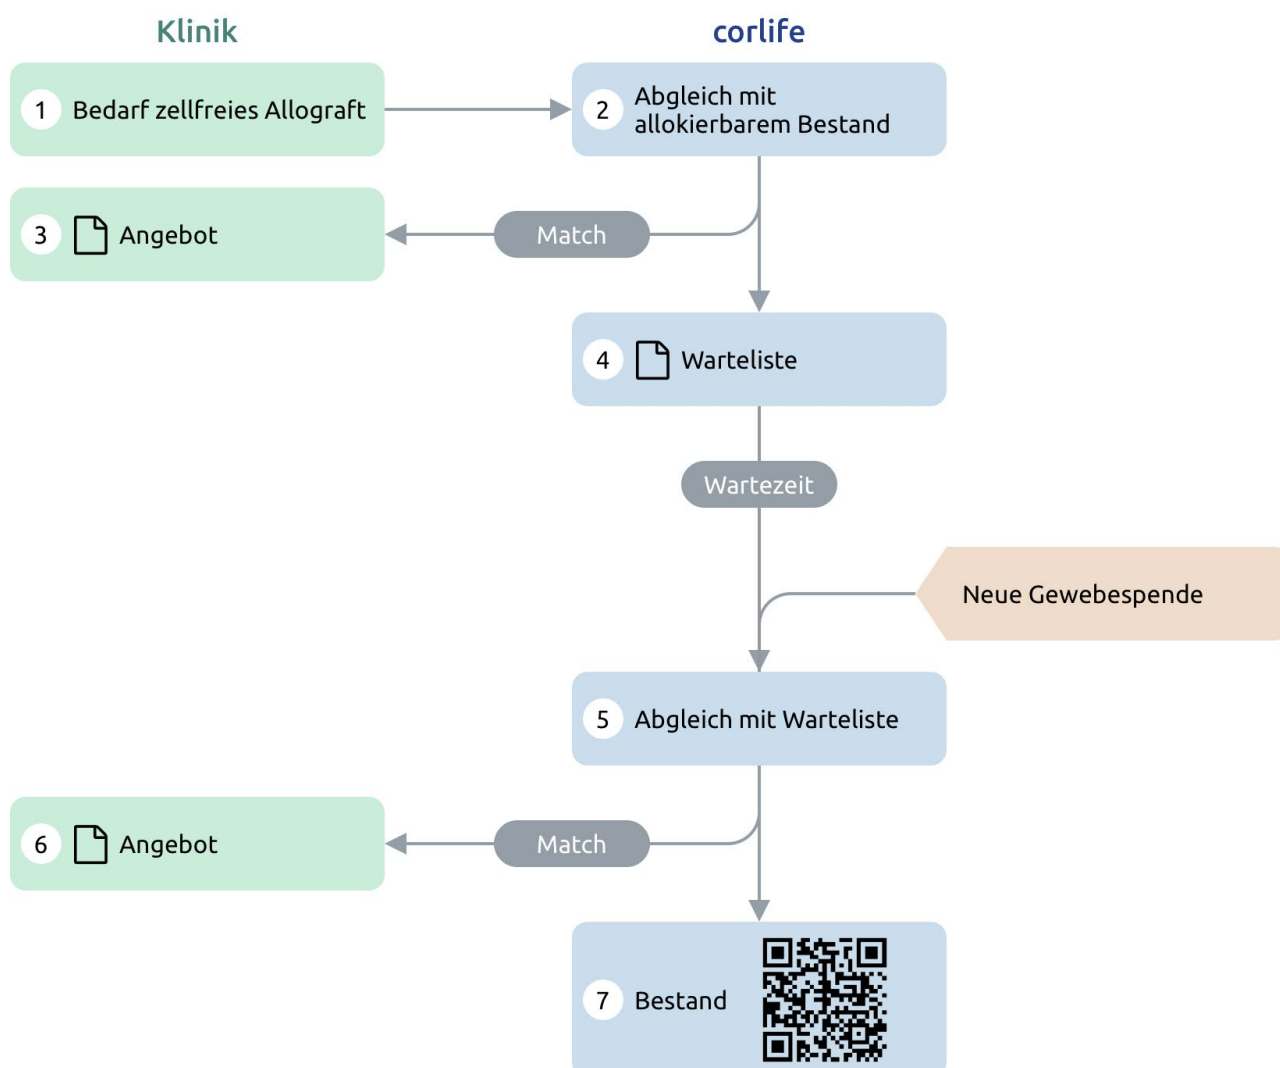 Klinik
corlife
1 Bedarf zellfreies Allograft
2 Abgleich mit
allokierbarem Bestand
3 Angebot
Match
4 Warteliste
Wartezeit
Neue Gewebespende
5 Abgleich mit Warteliste
6 Angebot
Match
7 Bestand